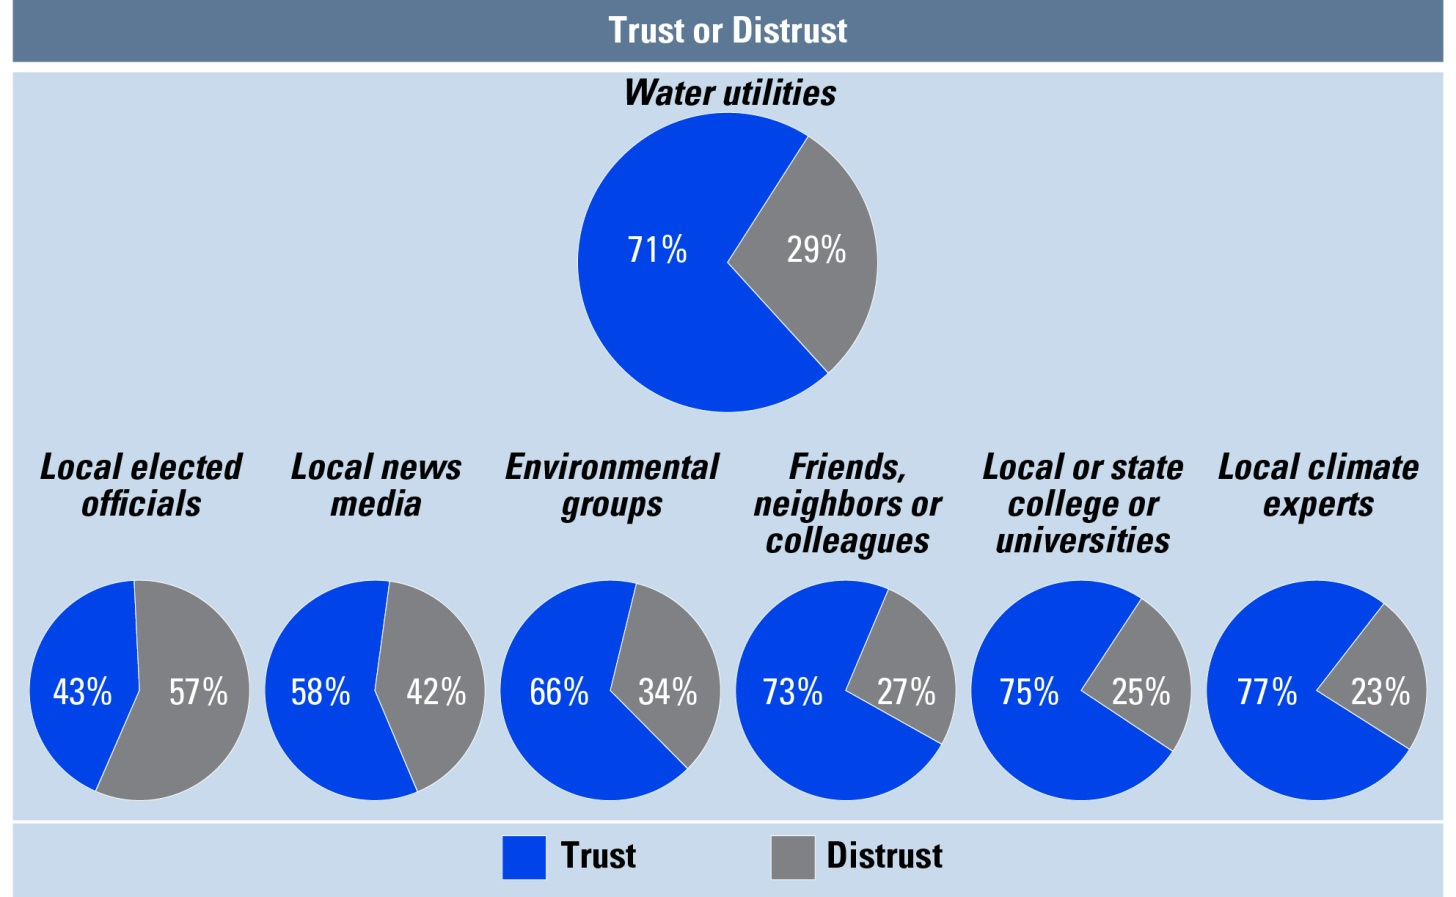 Trust or Distrust
Water utilities
71%
29%
Local elected
officials
Local news
media
Environmental
groups
Friends,
neighbors or
colleagues
Local or state
college or
universities
Local climate
experts
43%
57%
58%
42%
66%
34%
73%
27%
75%
25%
77%
23%
Trust
Distrust